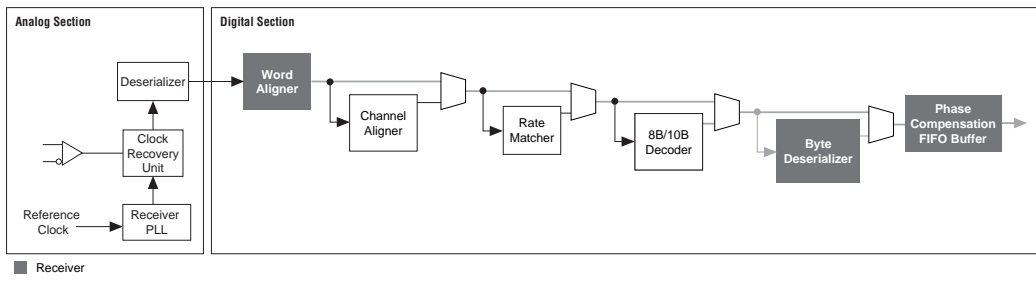 Analog Section
Digital Section
Deserializer
Word
Aligner
Channel
Aligner
Rate
Matcher
8B/10B
Decoder
Byte
Deserializer
Phase
Compensation
FIFO Buffer
Clock
Recovery
Unit
Reference
Clock
Receiver
PLL
Receiver